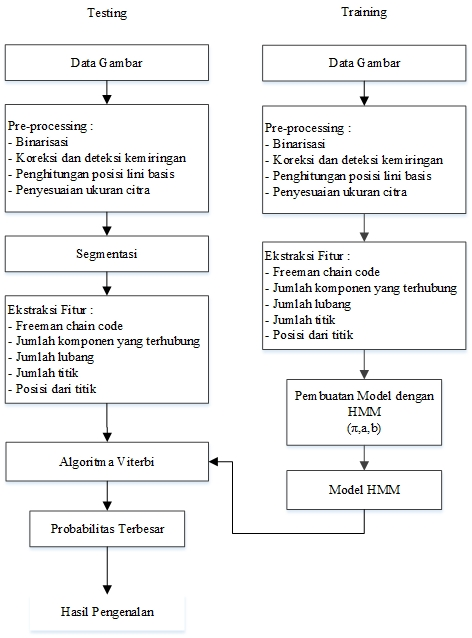 Testing
Data Gambar
Pre-processing :
- Binarisasi
- Koreksi dan deteksi kemiringan
- Penghitungan posisi lini basis
- Penyesuaian ukuran citra
Segmentasi
Ekstraksi Fitur :
- Freeman chain code
- Jumlah komponen yang terhubung
- Jumlah lubang
- Jumlah titik
- Posisi dari titik
Algoritma Viterbi
Probabilitas Terbesar
Hasil Pengenalan
Training
Data Gambar
Pre-processing :
- Binarisasi
- Koreksi dan deteksi kemiringan
- Penghitungan posisi lini basis
- Penyesuaian ukuran citra
Ekstraksi Fitur :
- Freeman chain code
- Jumlah komponen yang terhubung
- Jumlah lubang
- Jumlah titik
- Posisi dari titik
Pembuatan Model dengan
HMM
(π,a,b)
Model HMM